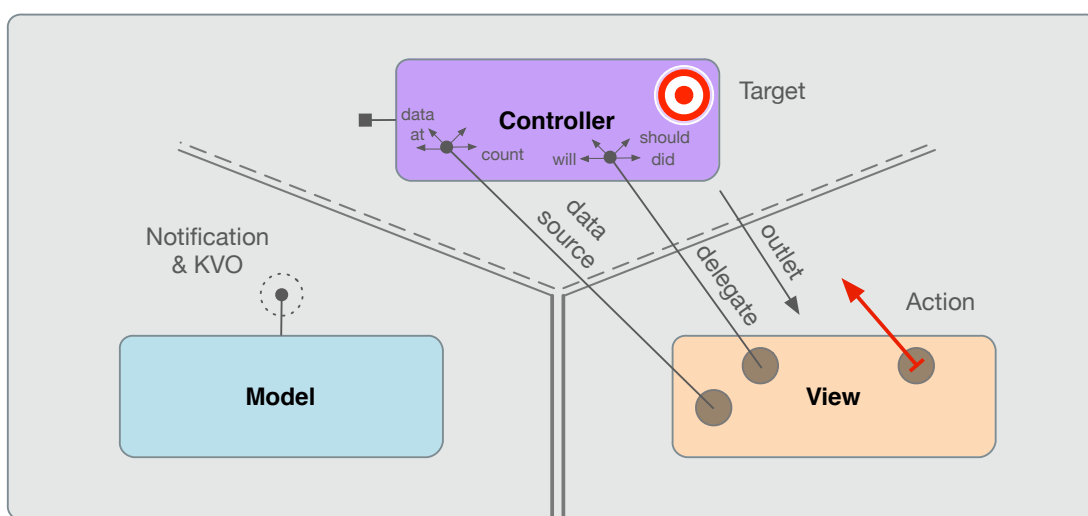 Target
data
Controller
should
at
count
will
did
data
source
outlet
Notification
& KVO
delegate
Action
Model
View